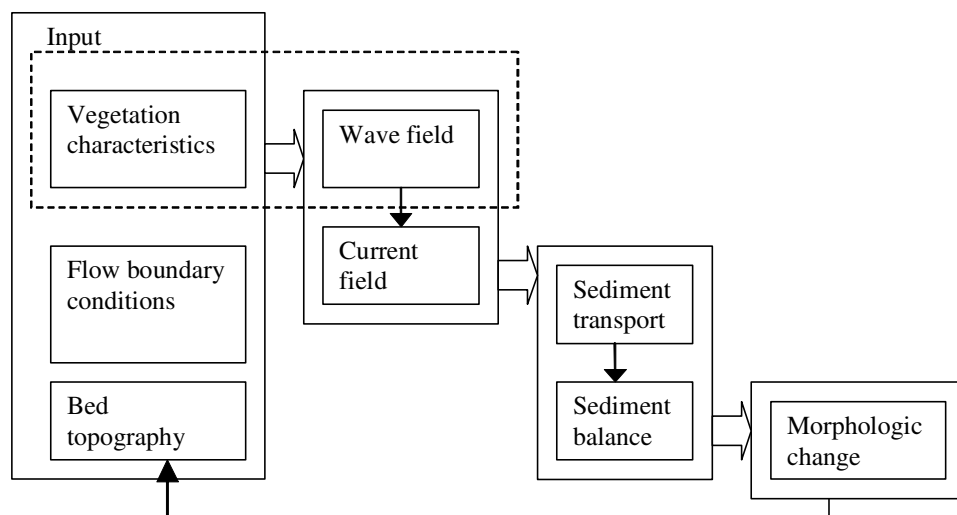 Input
Vegetation
characteristics
Flow boundary
conditions
Bed
topography
Wave field
Current
field
Sediment
transport
Sediment
balance
Morphologic
change